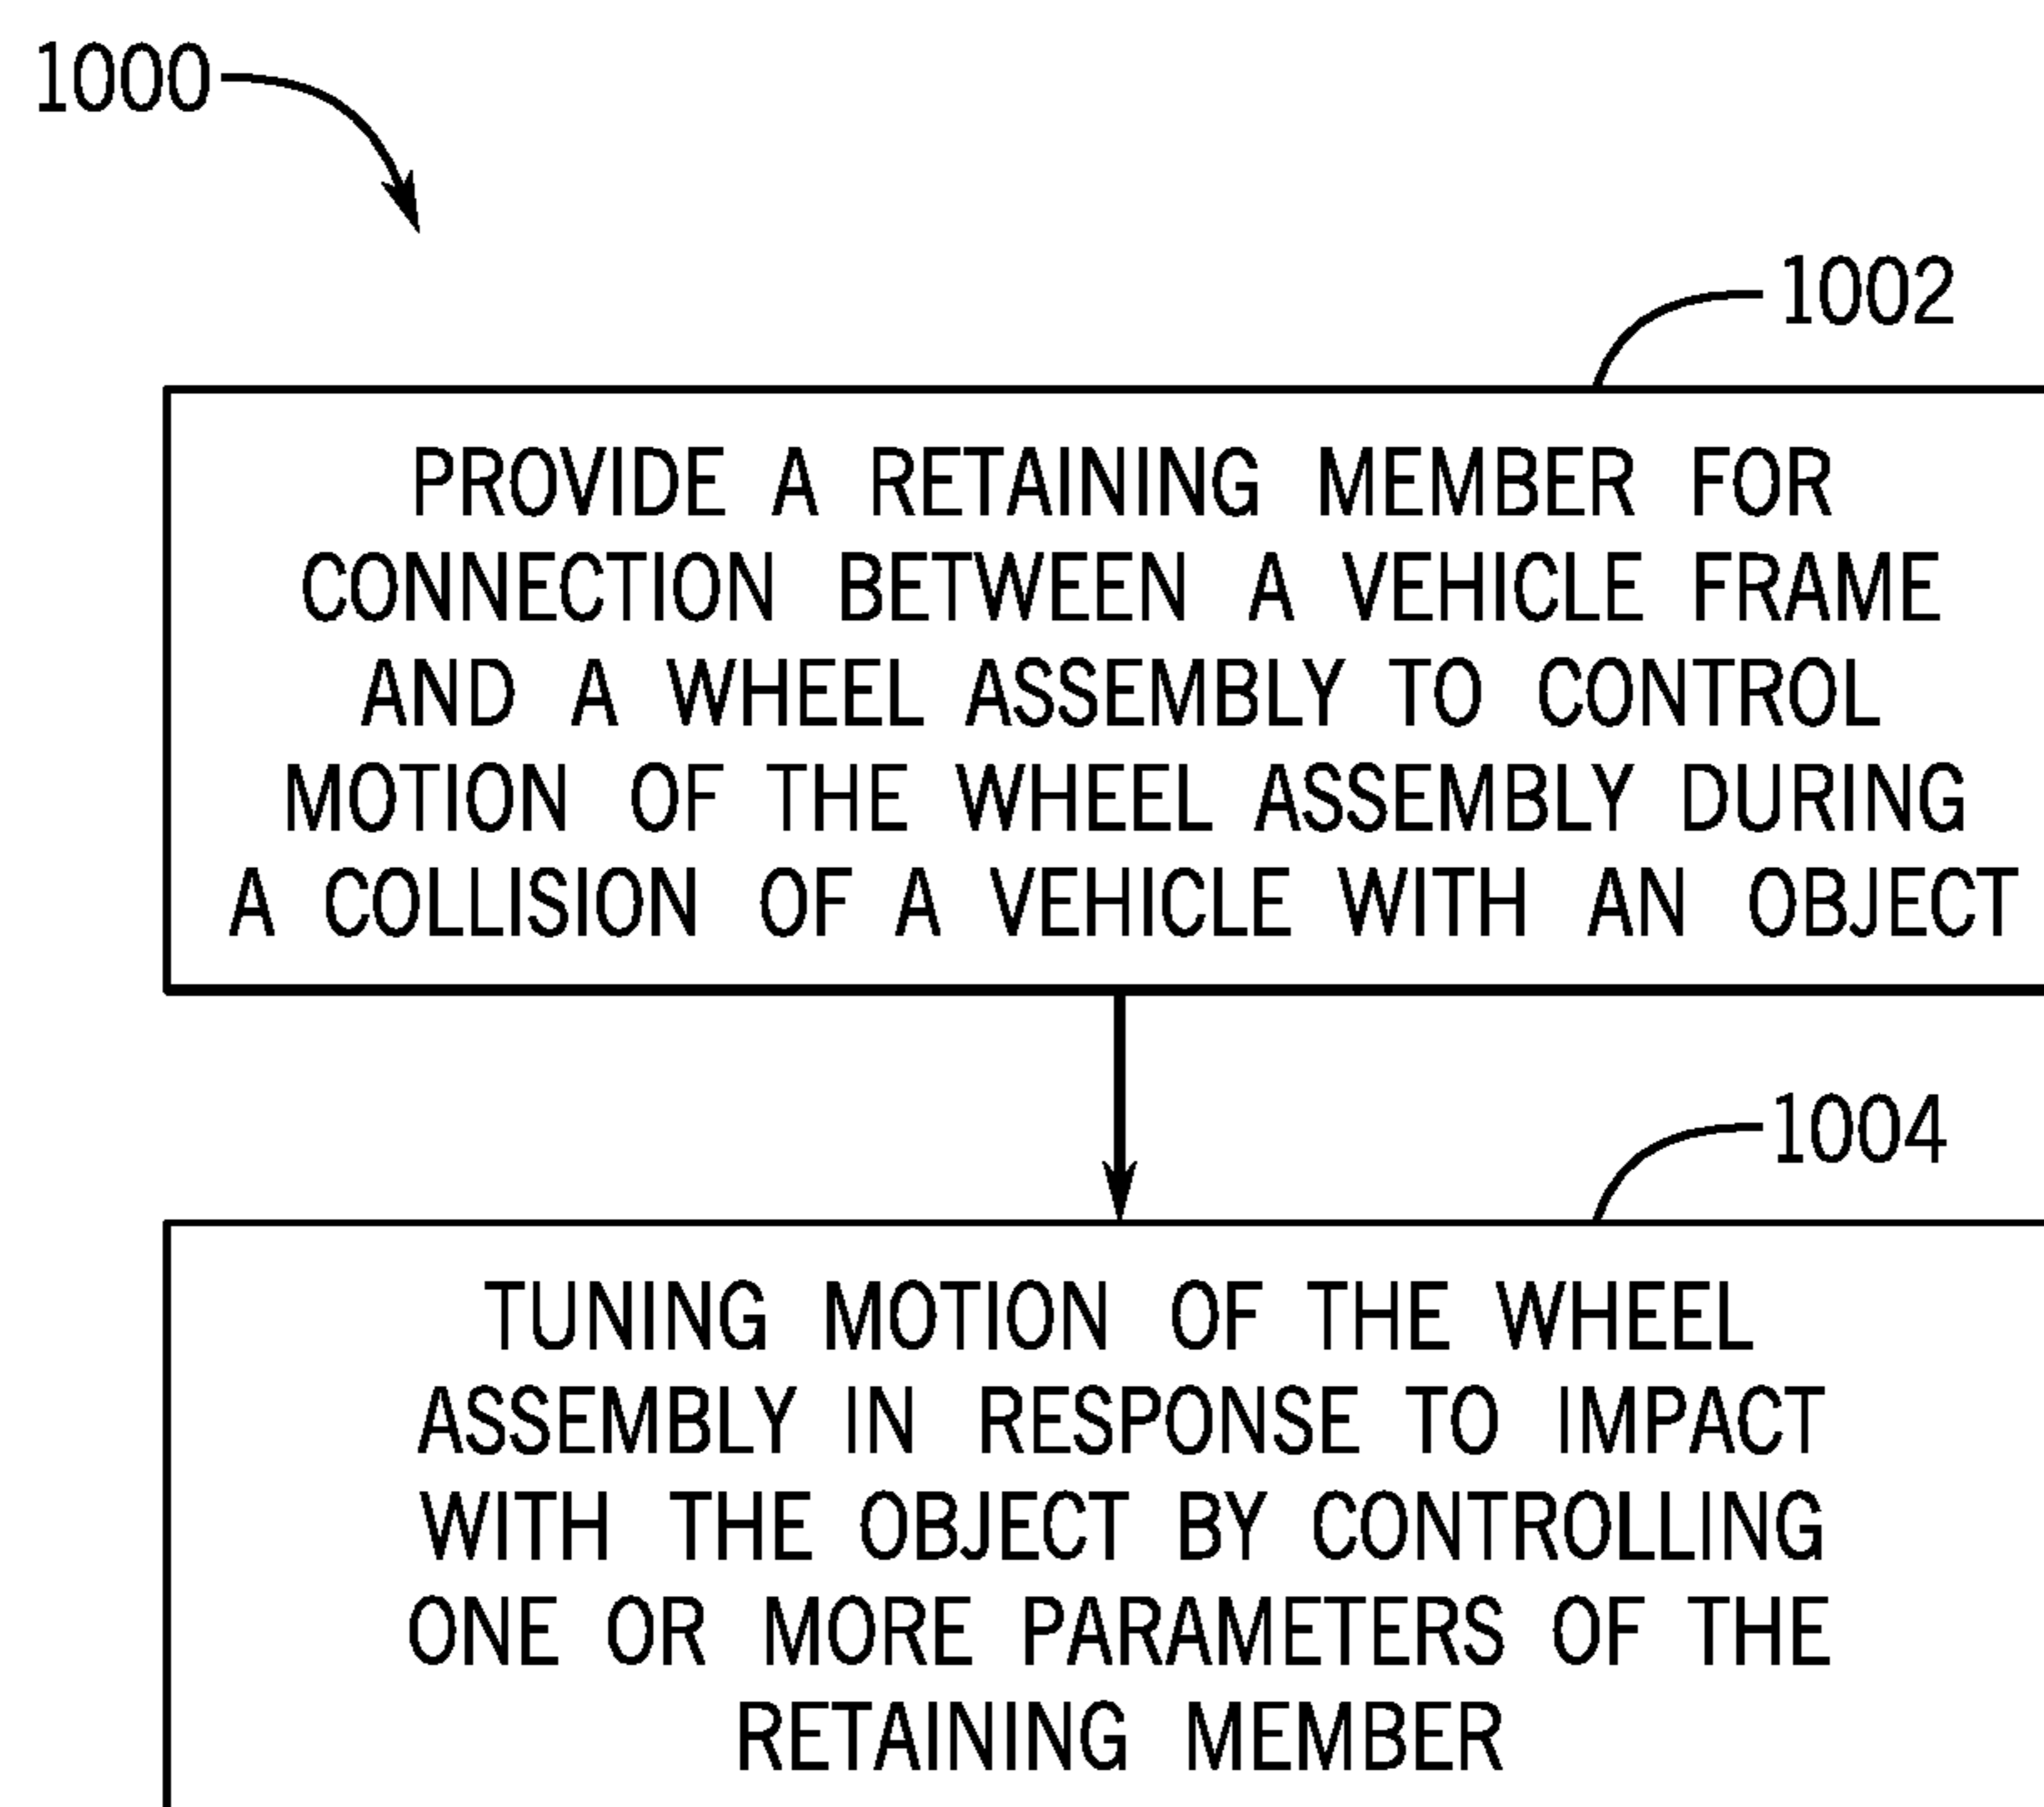 1000
1002
PROVIDE A RETAINING MEMBER FOR
CONNECTION BETWEEN A VEHICLE FRAME
AND A WHEEL ASSEMBLY TO CONTROL
MOTION OF THE WHEEL ASSEMBLY DURING
A COLLISION OF A VEHICLE WITH AN OBJECT
1004
TUNING MOTION OF THE WHEEL
ASSEMBLY IN RESPONSE TO IMPACT
WITH THE OBJECT BY CONTROLLING
ONE OR MORE PARAMETERS OF THE
RETAINING MEMBER